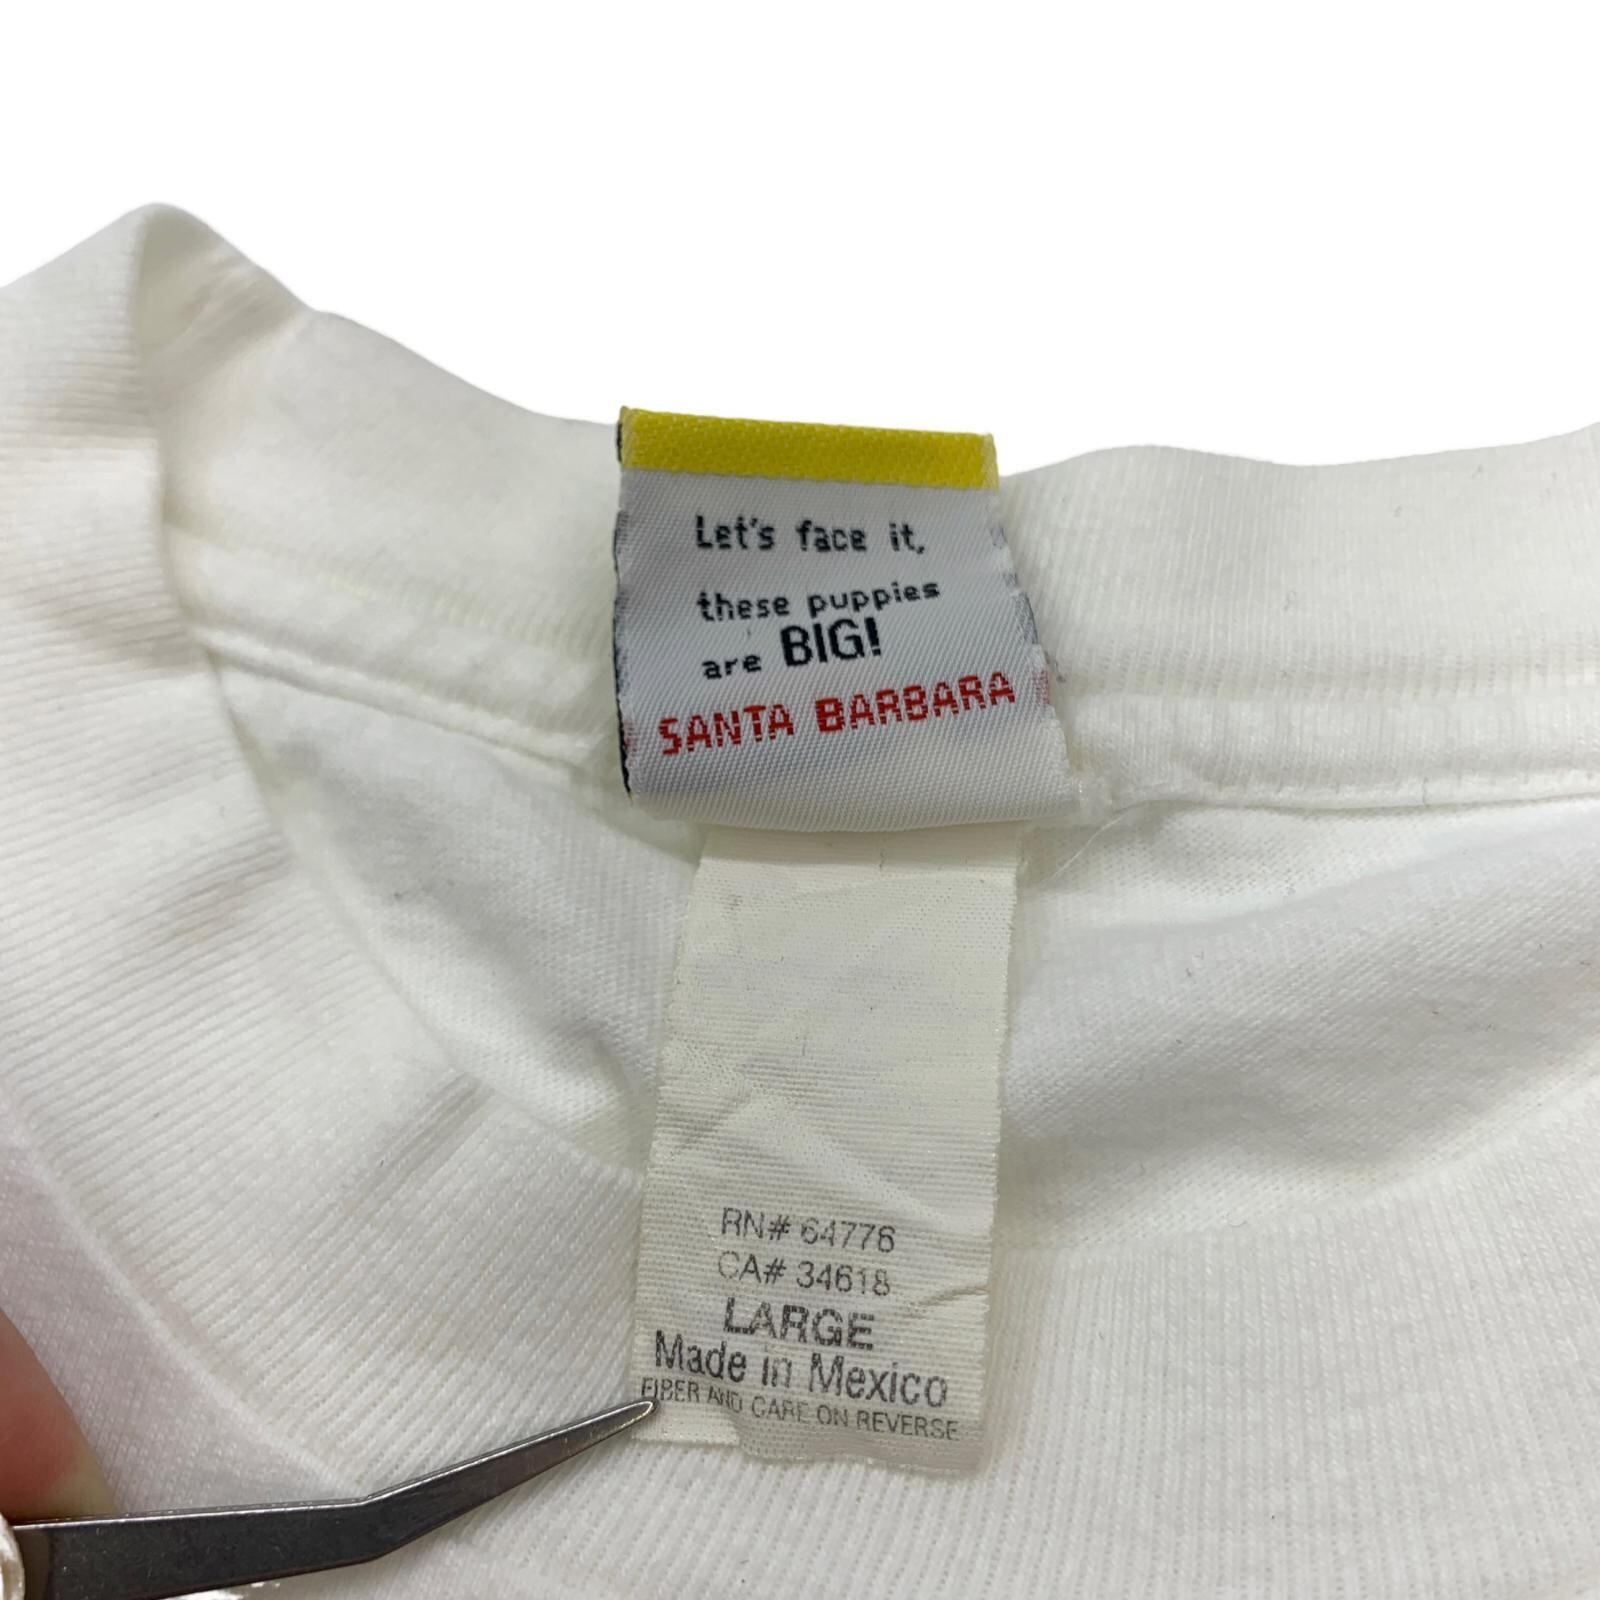 Let's face it,
these puppies
are BIG!
SANTA BARBARA
RN# 64776
CA# 34618
LARGE
Made in Mexico
FIBER AND CARE ON REVERSE